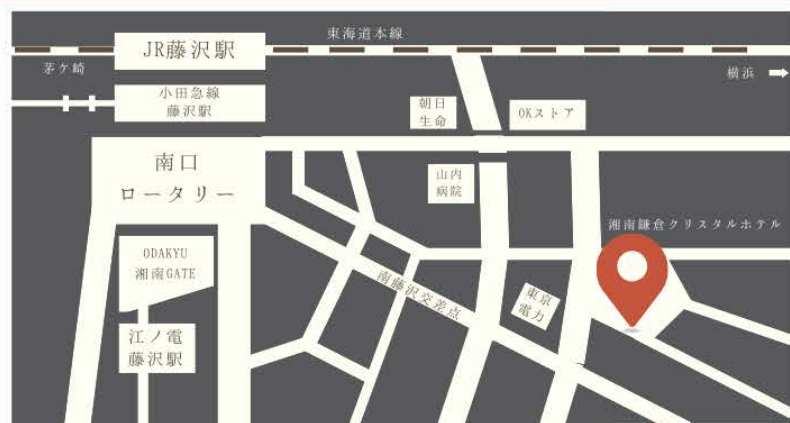 東海道本線
JR藤沢駅
茅ケ崎
横浜
小田急線
藤沢駅
朝日
生命
OKストア
南口
ロータリー
山内
病院
湘南鎌倉クリスタルホテル
ODAKYU
湘南GATE
南藤沢交差点
東京
電力
江ノ電
藤沢駅